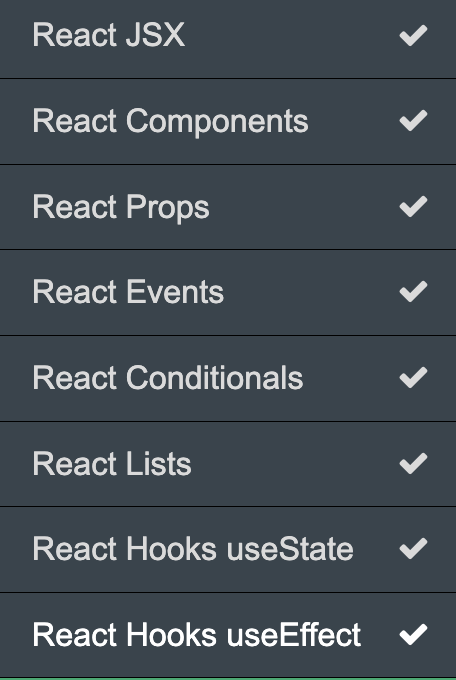 React JSX
React Components
React Props
React Events
React Conditionals
React Lists
React Hooks useState
React Hooks useEffect